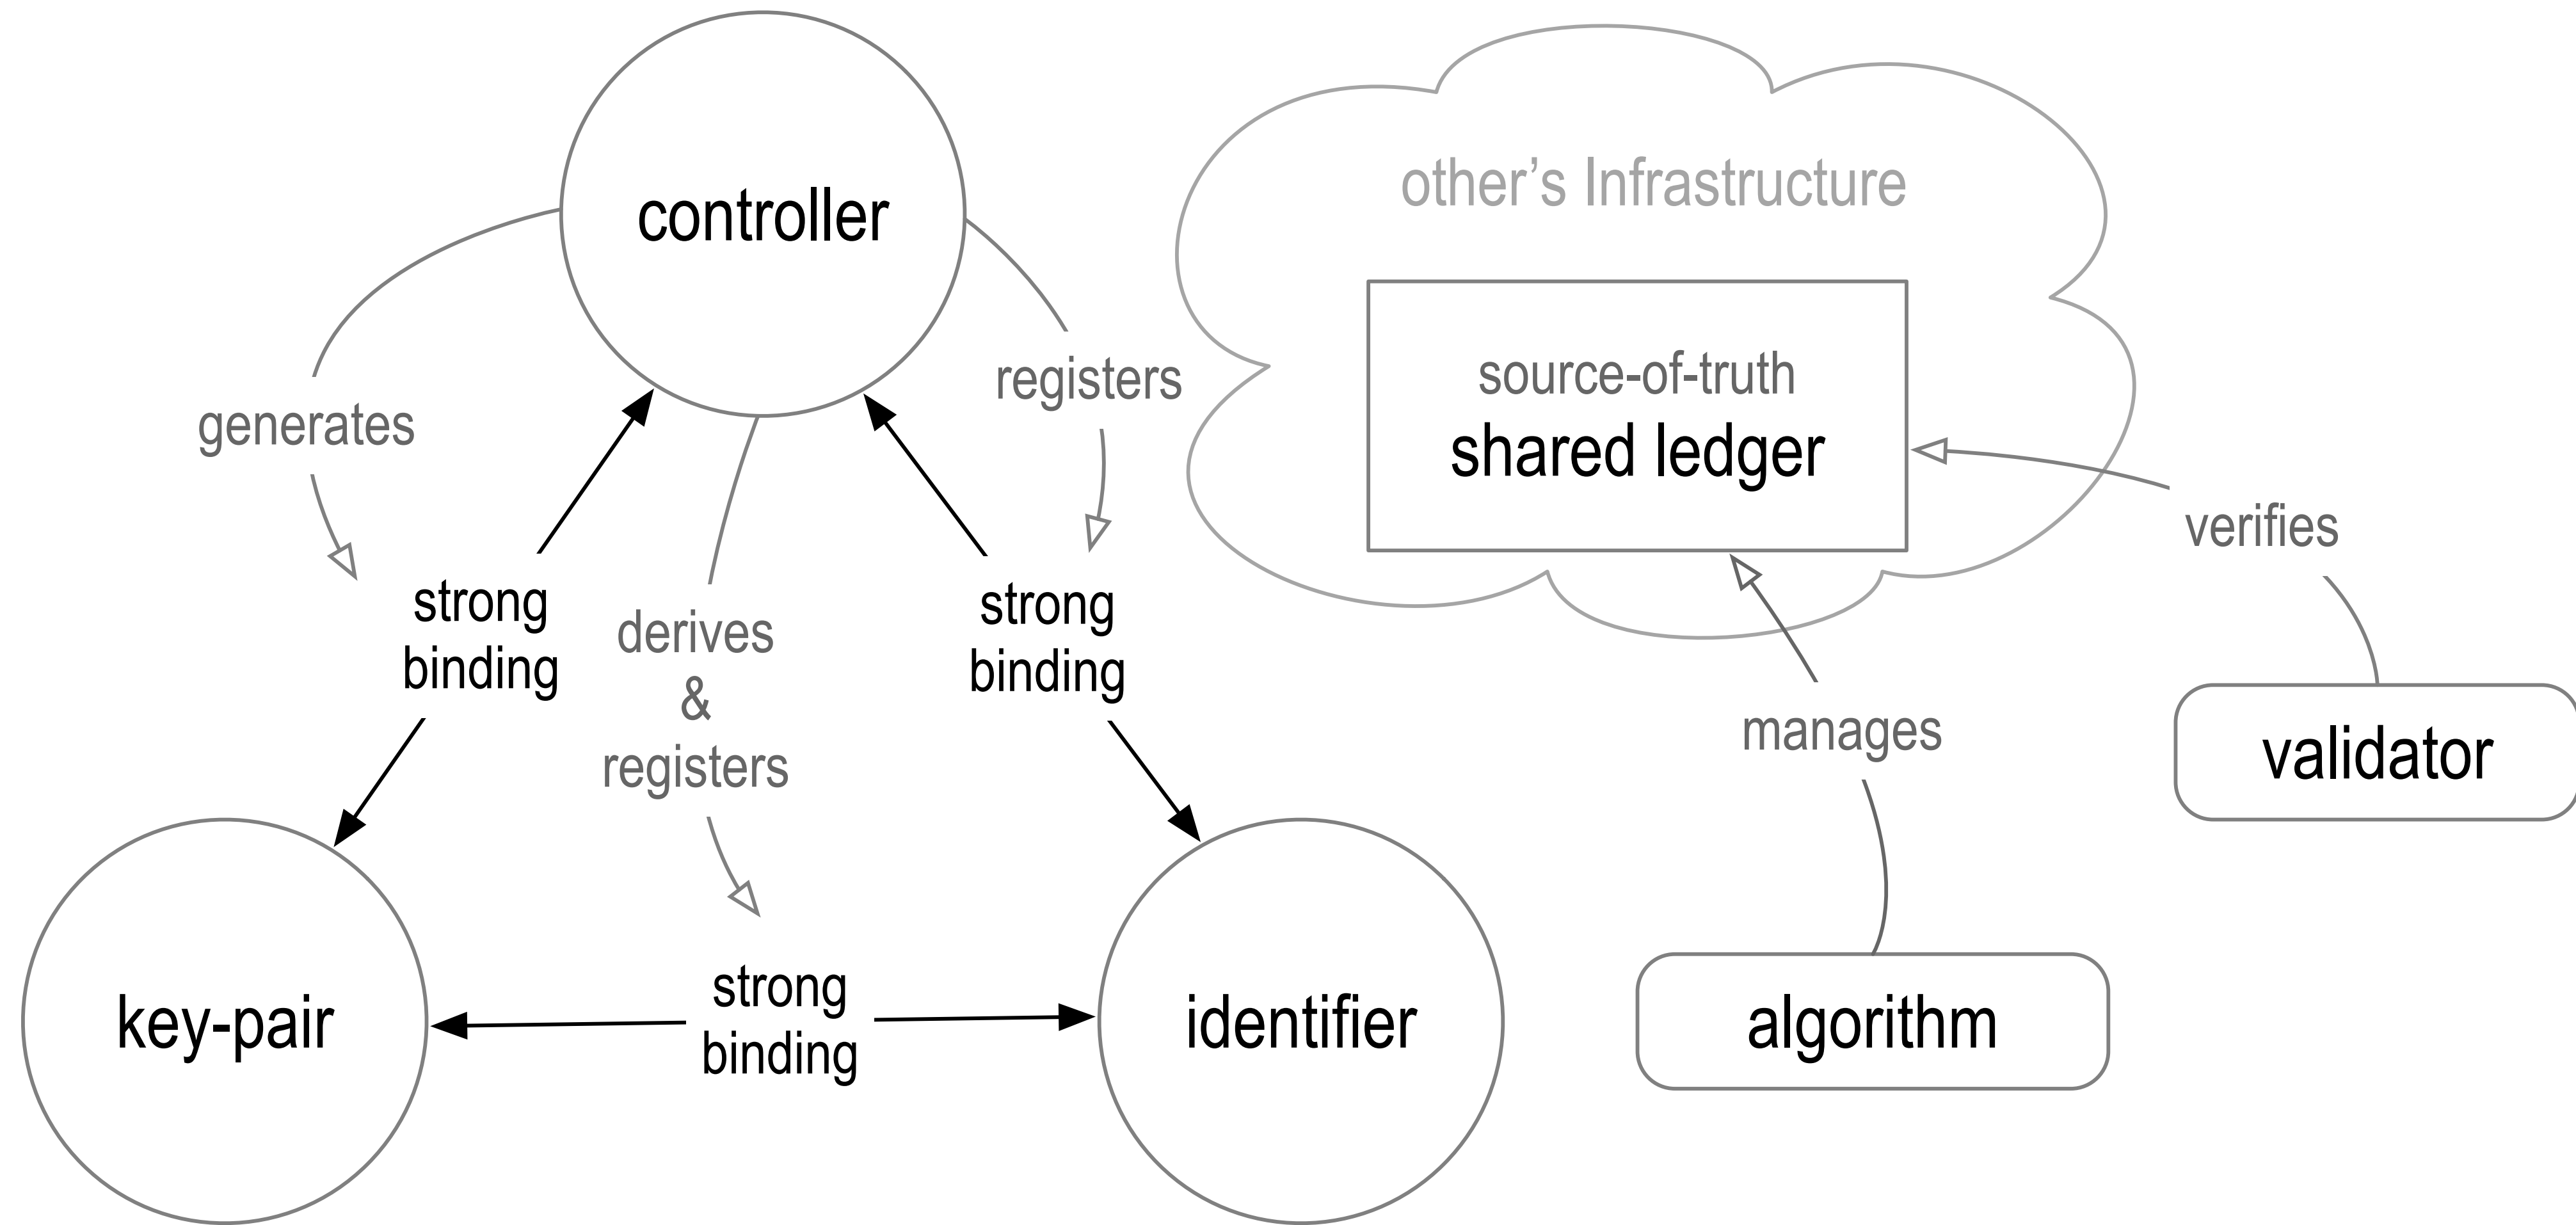 controller
other’s Infrastructure
source-of-truth
shared ledger
registers
generates
verifies
strong
binding
derives
&
registers
strong
binding
manages
validator
key-pair
strong
binding
identifier
algorithm